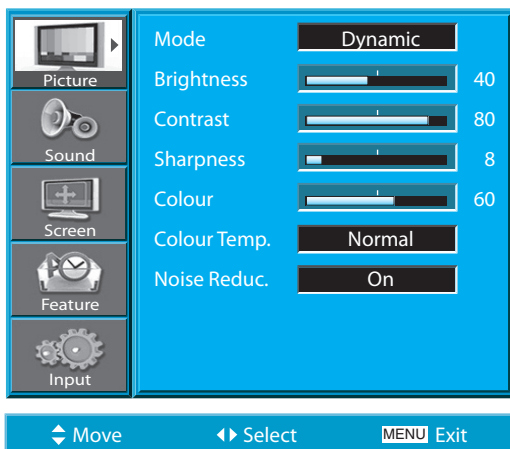 Picture
Sound
Screen
Feature
Input
Mode Dynamic
Brightness 40
Contrast 80
Sharpness 8
Colour 60
Colour Temp. Normal
Noise Reduc. On
Move Select MENU Exit